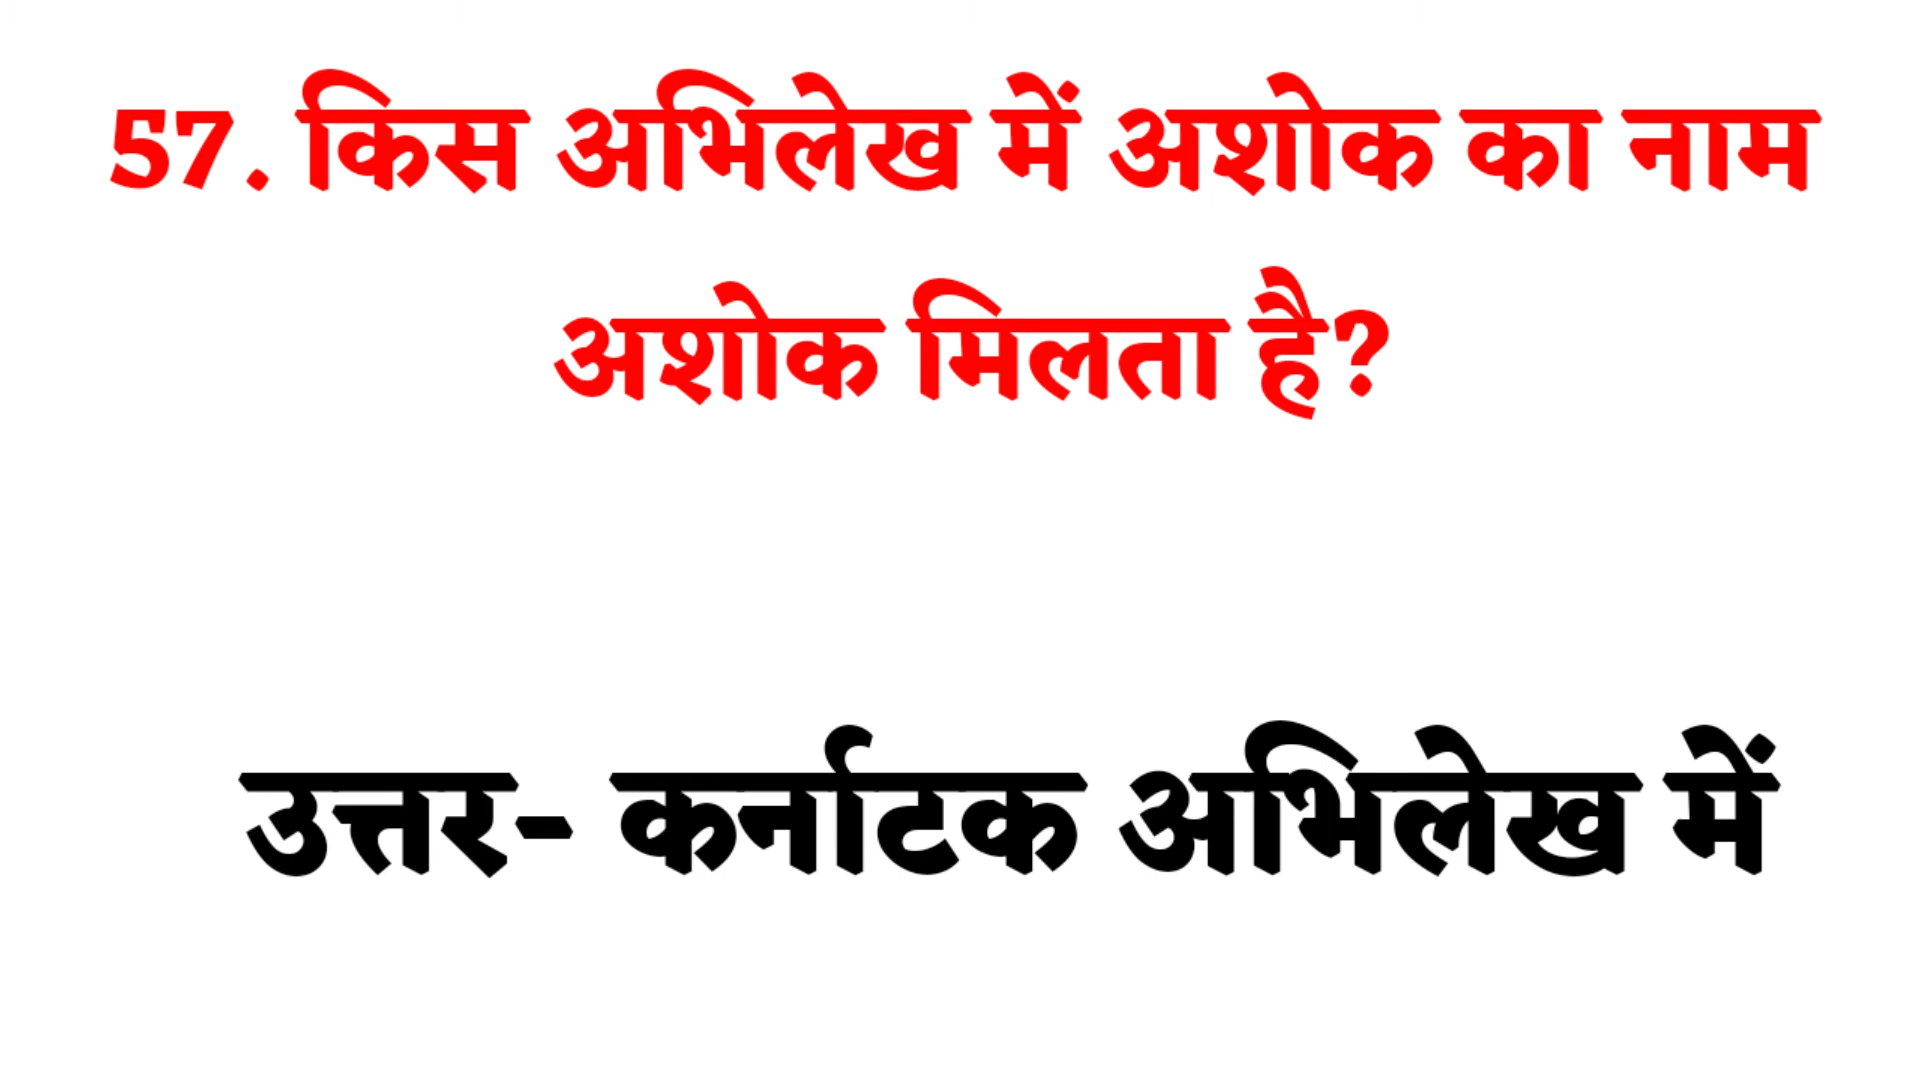 57. किस अभिलेख में अशोक का नाम
अशोक मिलता है?
उत्तर- कर्नाटक अभिलेख में